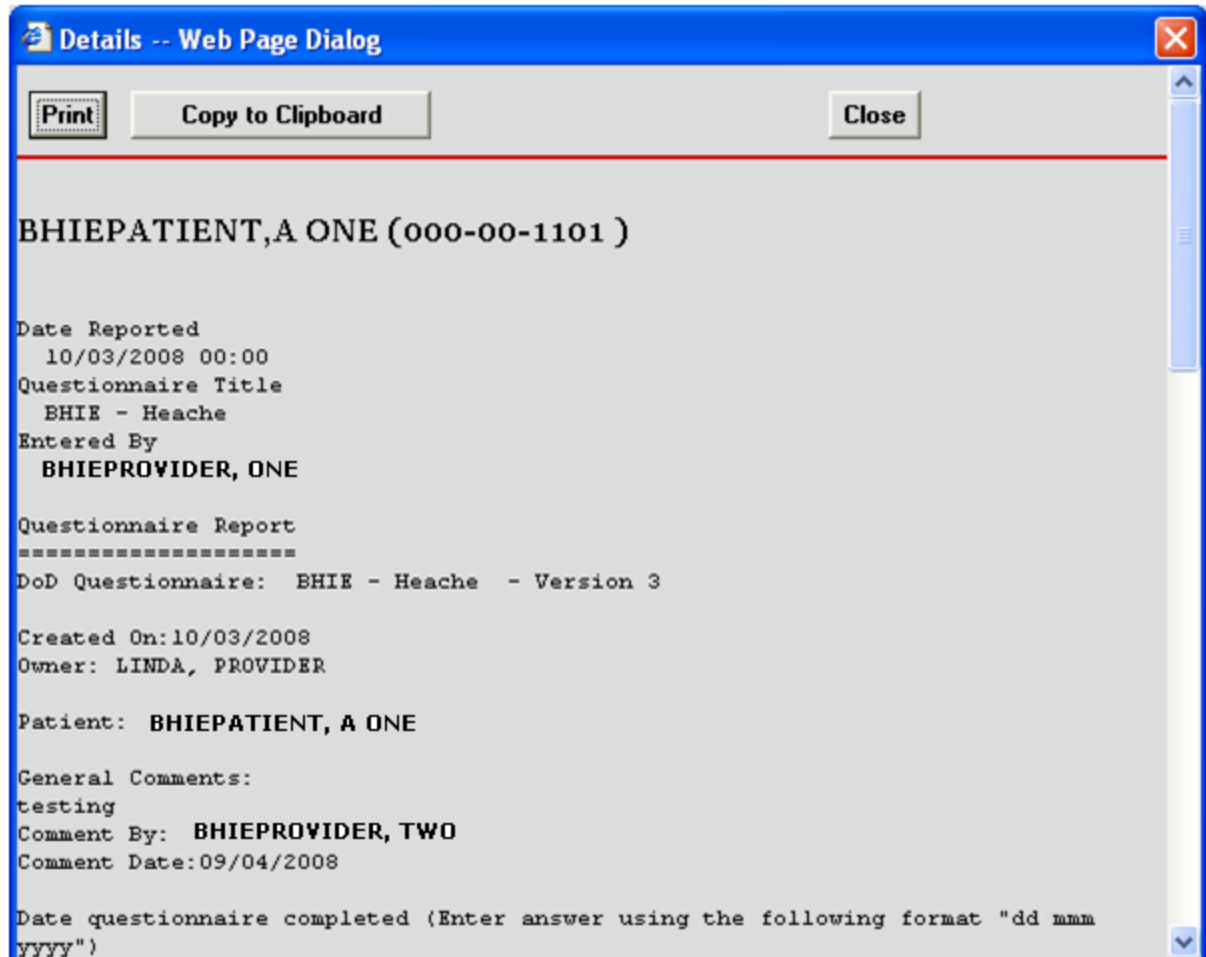 Details -- Web Page Dialog
Print Copy to Clipboard Close
BHIEPATIENT,A ONE (000-00-1101 )
Date Reported
10/03/2008 00:00
Questionnaire Title
BHIE - Heache
Entered By
BHIEPROVIDER, ONE
Questionnaire Report
====================
DoD Questionnaire:  BHIE - Heache  - Version 3
Created On:10/03/2008
Owner: LINDA, PROVIDER
Patient: BHIEPATIENT, A ONE
General Comments:
testing
Comment By: BHIEPROVIDER, TWO
Comment Date:09/04/2008
Date questionnaire completed (Enter answer using the following format "dd mmm
yyyy")